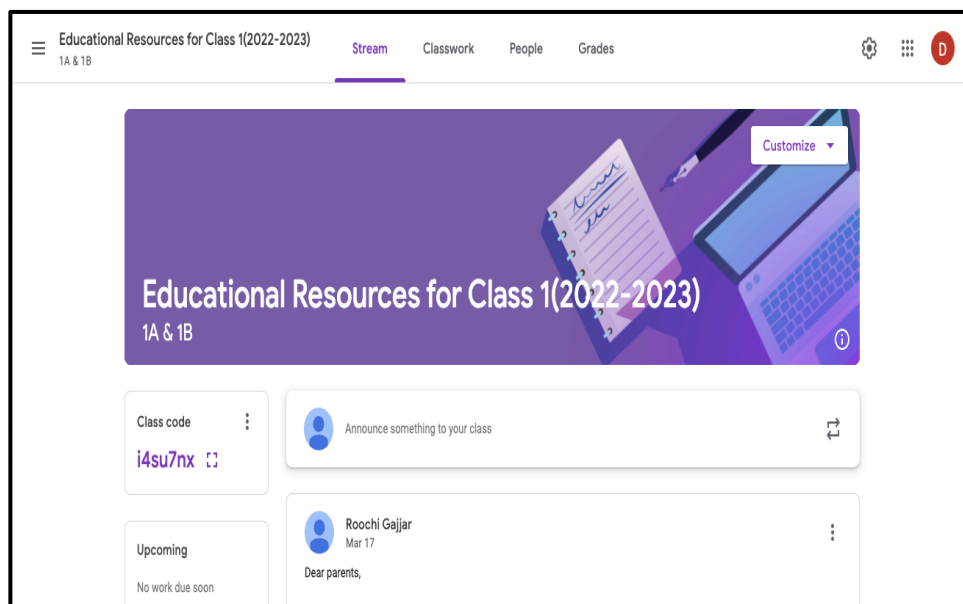 Educational Resources for Class 1(2022-2023)
1A & 1B
Stream
Classwork
People
Grades
D
Customize
Educational Resources for Class 1(2022-2023)
1A & 1B
Class code
i4su7nx
Announce something to your class
Roochi Gajjar
Mar 17
Dear parents,
Upcoming
No work due soon